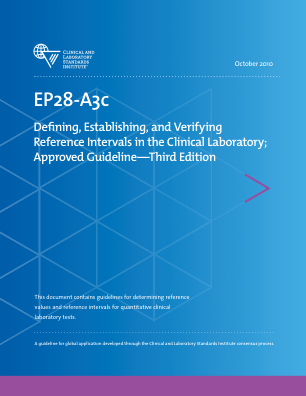 CLINICAL AND
LABORATORY
STANDARDS
INSTITUTE®
October 2010
EP28-A3c
Defining, Establishing, and Verifying
Reference Intervals in the Clinical Laboratory;
Approved Guideline—Third Edition
This document contains guidelines for determining reference
values and reference intervals for quantitative clinical
laboratory tests.
A guideline for global application developed through the Clinical and Laboratory Standards Institute consensus process.